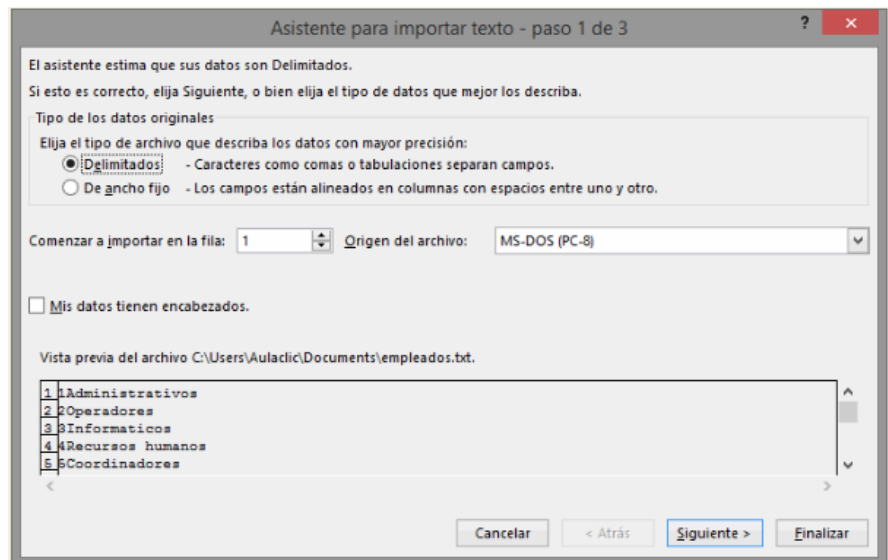 Asistente para importar texto - paso 1 de 3 ? ×
El asistente estima que sus datos son Delimitados.
Si esto es correcto, elija Siguiente, o bien elija el tipo de datos que mejor los describa.
Tipo de los datos originales
Elija el tipo de archivo que describa los datos con mayor precisión:
Delimitados - Caracteres como comas o tabulaciones separan campos.
De ancho fijo - Los campos están alineados en columnas con espacios entre uno y otro.
Comenzar a importar en la fila: 1 Origen del archivo: MS-DOS (PC-8)
Mis datos tienen encabezados.
Vista previa del archivo C:\Users\Aulaclic\Documents\empleados.txt.
1 1Administrativos
2 2Operadores
3 3Informaticos
4 4Recursos humanos
5 5Coordinadores
Cancelar < Atrás Siguiente > Finalizar